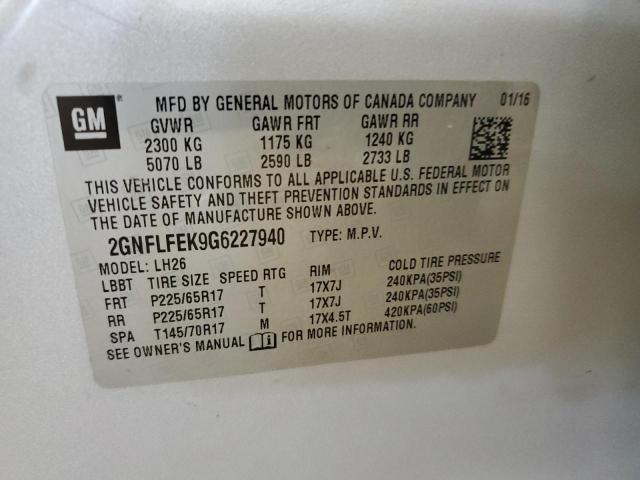 GM ® MFD BY GENERAL MOTORS OF CANADA COMPANY 01/16
GVWR GAWR FRT GAWR RR
2300 KG 1175 KG 1240 KG
5070 LB 2590 LB 2733 LB
THIS VEHICLE CONFORMS TO ALL APPLICABLE U.S. FEDERAL MOTOR
VEHICLE SAFETY AND THEFT PREVENTION STANDARDS IN EFFECT ON
THE DATE OF MANUFACTURE SHOWN ABOVE.
2GNFLFEK9G6227940 TYPE: M.P.V.
MODEL: LH26
LBBT TIRE SIZE SPEED RTG RIM COLD TIRE PRESSURE
FRT P225/65R17 T 17X7J 240KPA(35PSI)
RR P225/65R17 T 17X7J 240KPA(35PSI)
SPA T145/70R17 M 17X4.5T 420KPA(60PSI)
SEE OWNER'S MANUAL FOR MORE INFORMATION.